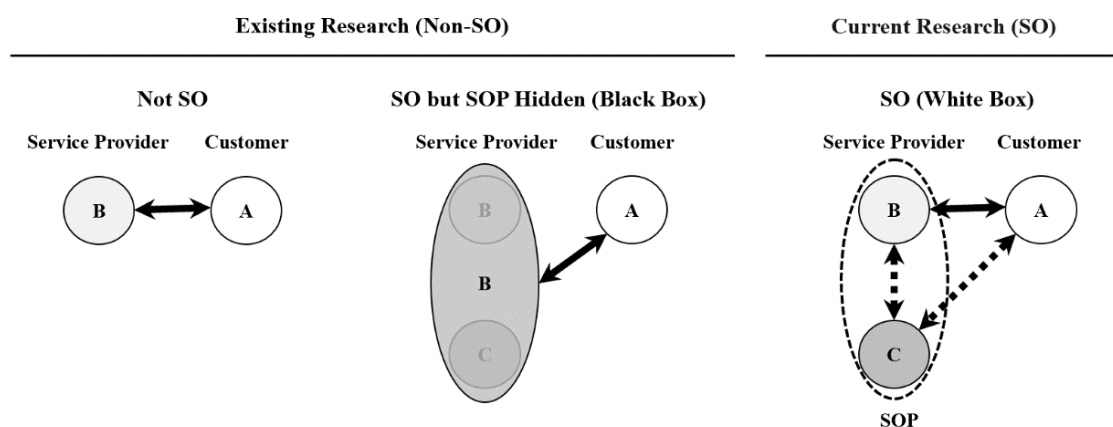 Existing Research (Non-SO)
Current Research (SO)
Not SO
SO but SOP Hidden (Black Box)
SO (White Box)
Service Provider
Customer
Service Provider
Customer
Service Provider
Customer
B
A
B
A
B
A
B
C
C
SOP